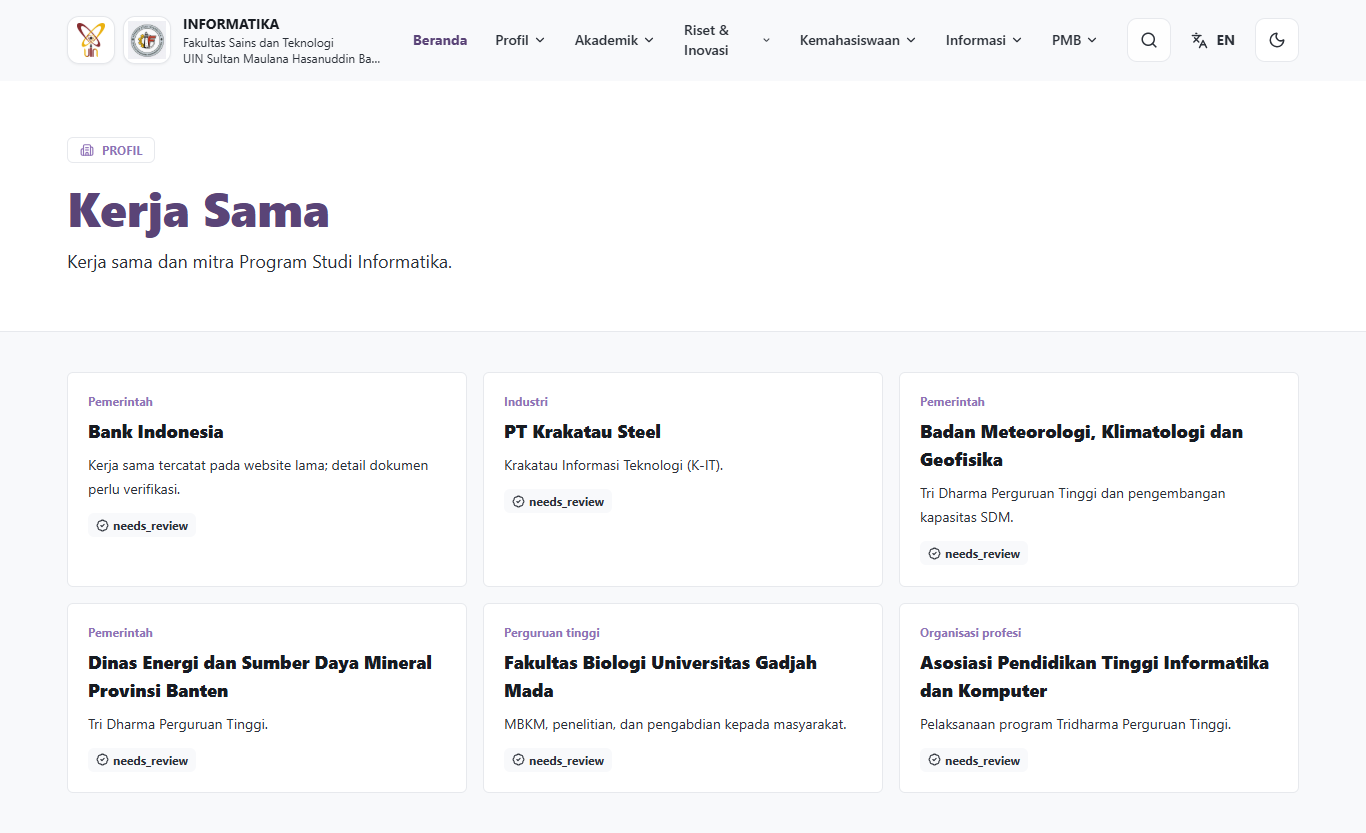 INFORMATIKA
Fakultas Sains dan Teknologi
UIN Sultan Maulana Hasanuddin Ba...
Beranda
Profil
Akademik
Riset &
Inovasi
Kemahasiswaan
Informasi
PMB
EN
PROFIL
Kerja Sama
Kerja sama dan mitra Program Studi Informatika.
Pemerintah
Bank Indonesia
Kerja sama tercatat pada website lama; detail dokumen
perlu verifikasi.
needs_review
Industri
PT Krakatau Steel
Krakatau Informasi Teknologi (K-IT).
needs_review
Pemerintah
Badan Meteorologi, Klimatologi dan
Geofisika
Tri Dharma Perguruan Tinggi dan pengembangan
kapasitas SDM.
needs_review
Pemerintah
Dinas Energi dan Sumber Daya Mineral
Provinsi Banten
Tri Dharma Perguruan Tinggi.
needs_review
Perguruan tinggi
Fakultas Biologi Universitas Gadjah
Mada
MBKM, penelitian, dan pengabdian kepada masyarakat.
needs_review
Organisasi profesi
Asosiasi Pendidikan Tinggi Informatika
dan Komputer
Pelaksanaan program Tridharma Perguruan Tinggi.
needs_review